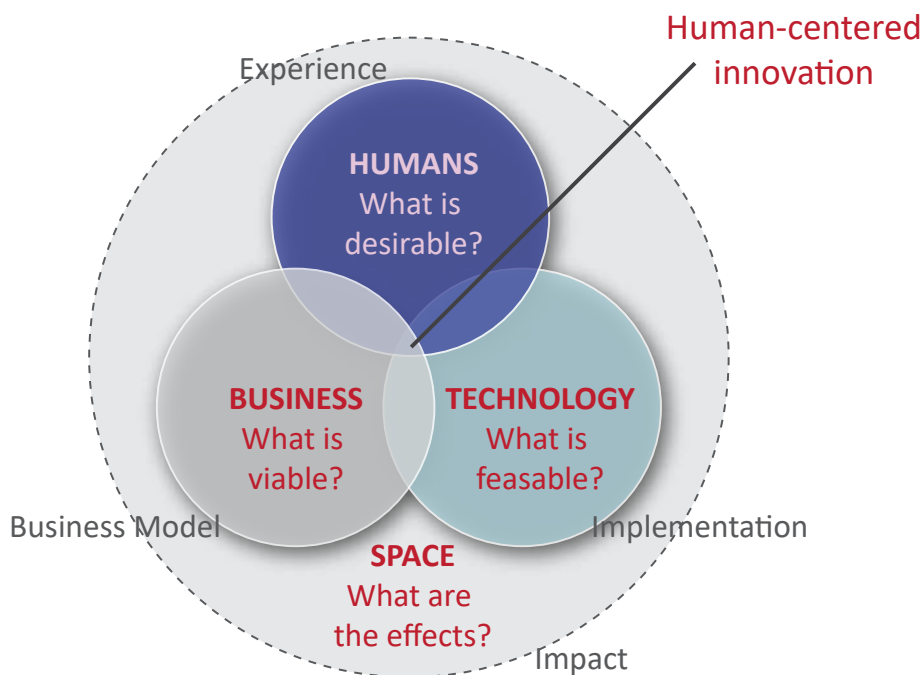 Human-centered
innovation
Experience
HUMANS
What is
desirable?
BUSINESS
What is
viable?
TECHNOLOGY
What is
feasable?
Business Model
Implementation
SPACE
What are
the effects?
Impact